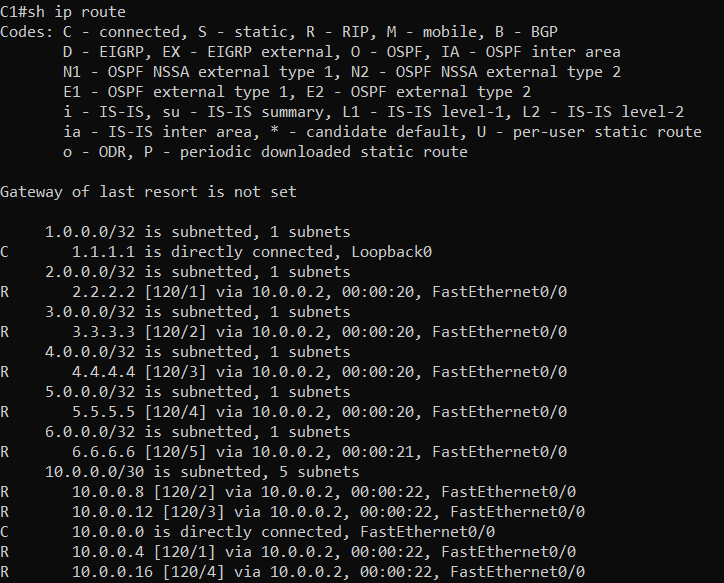 C1#sh ip route
Codes: C - connected, S - static, R - RIP, M - mobile, B - BGP
       D - EIGRP, EX - EIGRP external, O - OSPF, IA - OSPF inter area
       N1 - OSPF NSSA external type 1, N2 - OSPF NSSA external type 2
       E1 - OSPF external type 1, E2 - OSPF external type 2
       i - IS-IS, su - IS-IS summary, L1 - IS-IS level-1, L2 - IS-IS level-2
       ia - IS-IS inter area, * - candidate default, U - per-user static route
       o - ODR, P - periodic downloaded static route

Gateway of last resort is not set

     1.0.0.0/32 is subnetted, 1 subnets
C       1.1.1.1 is directly connected, Loopback0
     2.0.0.0/32 is subnetted, 1 subnets
R       2.2.2.2 [120/1] via 10.0.0.2, 00:00:20, FastEthernet0/0
     3.0.0.0/32 is subnetted, 1 subnets
R       3.3.3.3 [120/2] via 10.0.0.2, 00:00:20, FastEthernet0/0
     4.0.0.0/32 is subnetted, 1 subnets
R       4.4.4.4 [120/3] via 10.0.0.2, 00:00:20, FastEthernet0/0
     5.0.0.0/32 is subnetted, 1 subnets
R       5.5.5.5 [120/4] via 10.0.0.2, 00:00:20, FastEthernet0/0
     6.0.0.0/32 is subnetted, 1 subnets
R       6.6.6.6 [120/5] via 10.0.0.2, 00:00:21, FastEthernet0/0
     10.0.0.0/30 is subnetted, 5 subnets
R       10.0.0.8 [120/2] via 10.0.0.2, 00:00:22, FastEthernet0/0
R       10.0.0.12 [120/3] via 10.0.0.2, 00:00:22, FastEthernet0/0
C       10.0.0.0 is directly connected, FastEthernet0/0
R       10.0.0.4 [120/1] via 10.0.0.2, 00:00:22, FastEthernet0/0
R       10.0.0.16 [120/4] via 10.0.0.2, 00:00:22, FastEthernet0/0